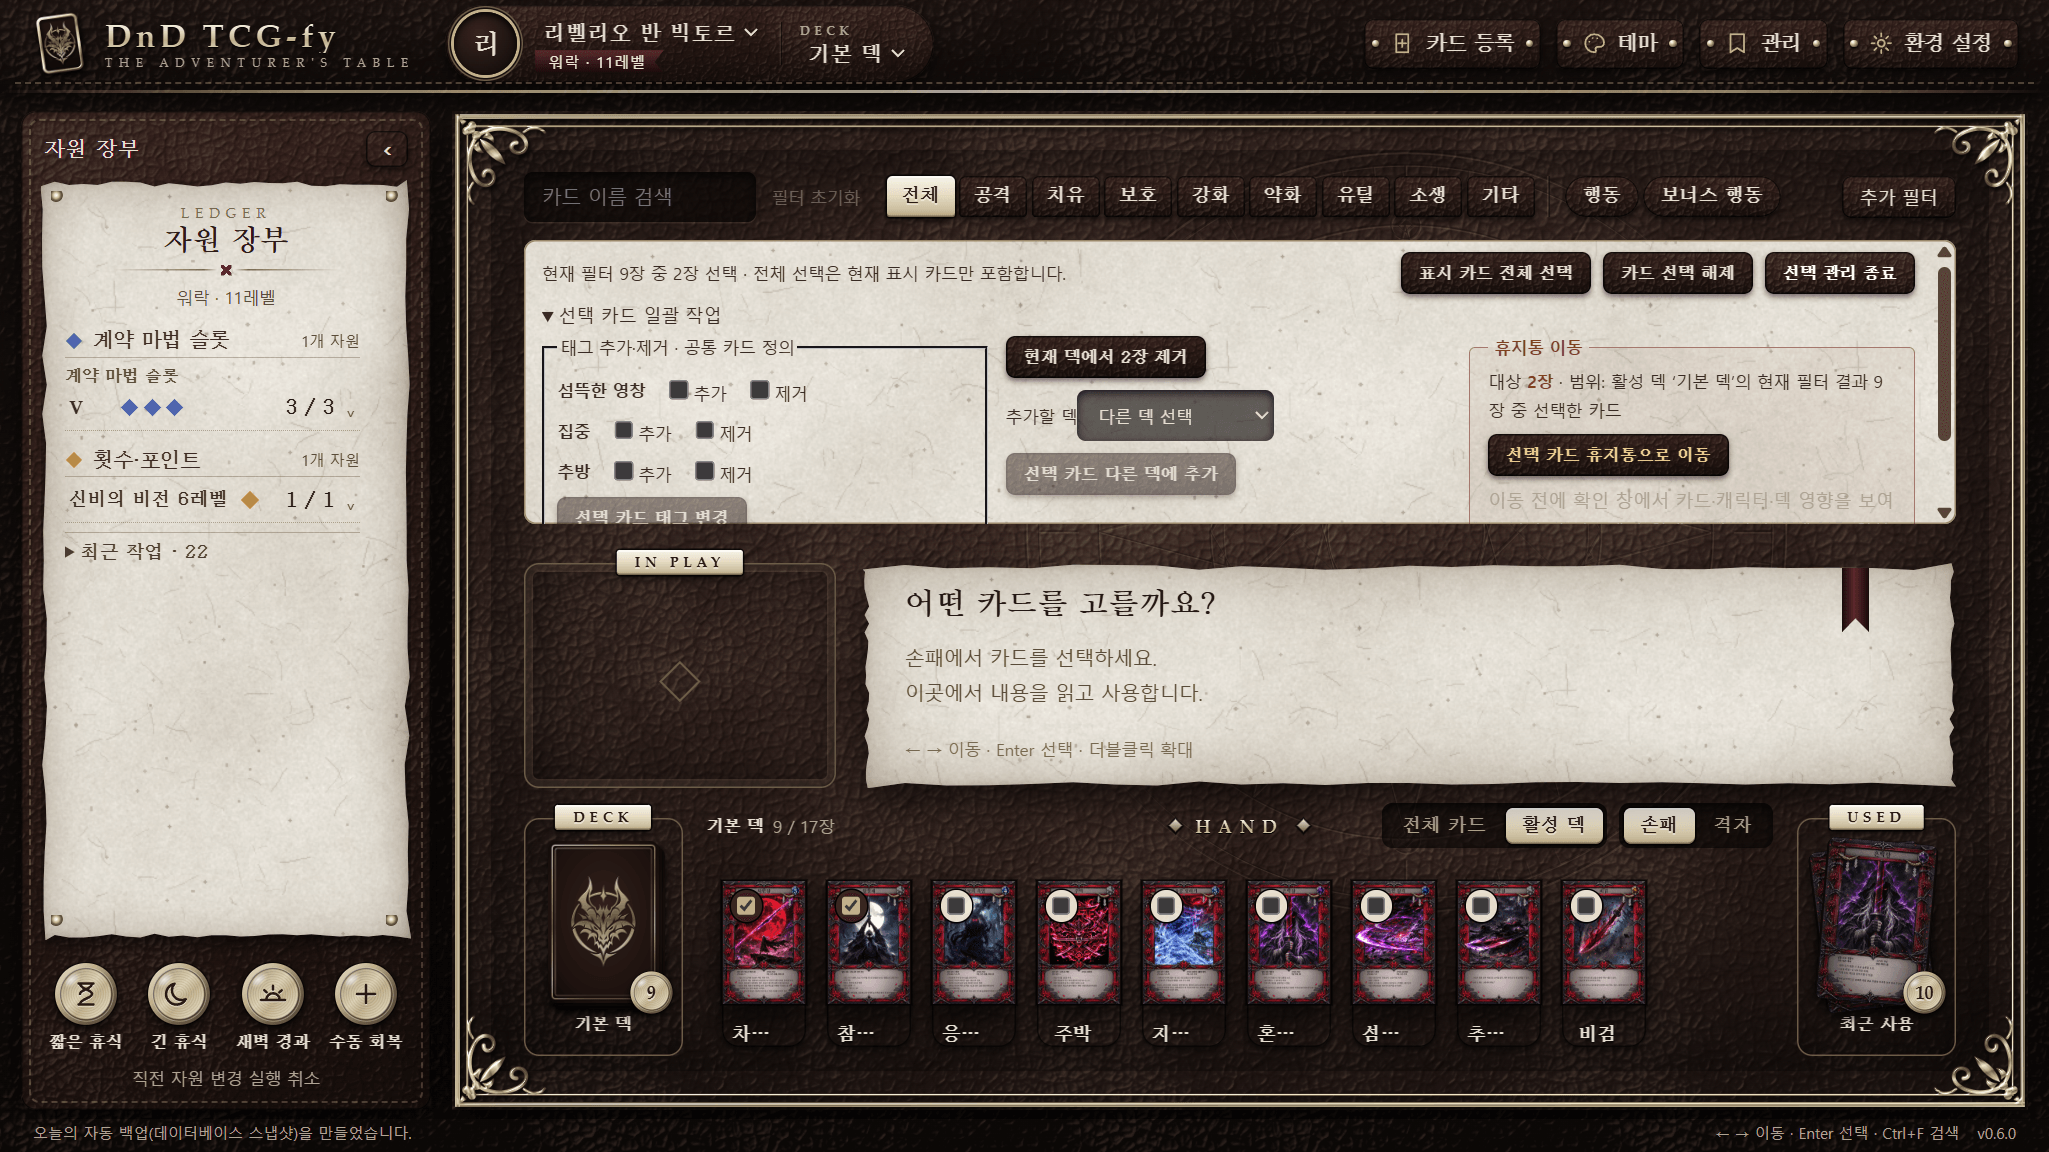 DnD TCG-fy
THE ADVENTURER'S TABLE
리
리벨리오 반 빅토르
워락 · 11레벨
DECK
기본 덱
카드 등록
테마
관리
환경 설정
자원 장부
LEDGER
자원 장부
워락 · 11레벨
계약 마법 슬롯 1개 자원
계약 마법 슬롯
V 3 / 3
횟수·포인트 1개 자원
신비의 비전 6레벨 1 / 1
최근 작업 · 22
짧은 휴식 긴 휴식 새벽 경과 수동 회복
직전 자원 변경 실행 취소
카드 이름 검색 필터 초기화 전체 공격 치유 보호 강화 약화 유틸 소생 기타 행동 보너스 행동 추가 필터
현재 필터 9장 중 2장 선택 · 전체 선택은 현재 표시 카드만 포함합니다.
표시 카드 전체 선택 카드 선택 해제 선택 관리 종료
선택 카드 일괄 작업
태그 추가·제거 · 공통 카드 정의
섬뜩한 영창 추가 제거
집중 추가 제거
추방 추가 제거
선택 카드 태그 변경
현재 덱에서 2장 제거
추가할 덱 다른 덱 선택
선택 카드 다른 덱에 추가
휴지통 이동
대상 2장 · 범위: 활성 덱 ‘기본 덱’의 현재 필터 결과 9
장 중 선택한 카드
선택 카드 휴지통으로 이동
이동 전에 확인 창에서 카드·캐릭터·덱 영향을 보여
IN PLAY
어떤 카드를 고를까요?
손패에서 카드를 선택하세요.
이곳에서 내용을 읽고 사용합니다.
← → 이동 · Enter 선택 · 더블클릭 확대
DECK
9
기본 덱
기본 덱 9 / 17장
HAND
전체 카드 활성 덱 손패 격자
차··· 참··· 응··· 주박 지··· 혼··· 섬··· 추··· 비검
USED
10
최근 사용
오늘의 자동 백업(데이터베이스 스냅샷)을 만들었습니다.
← → 이동 · Enter 선택 · Ctrl+F 검색 v0.6.0